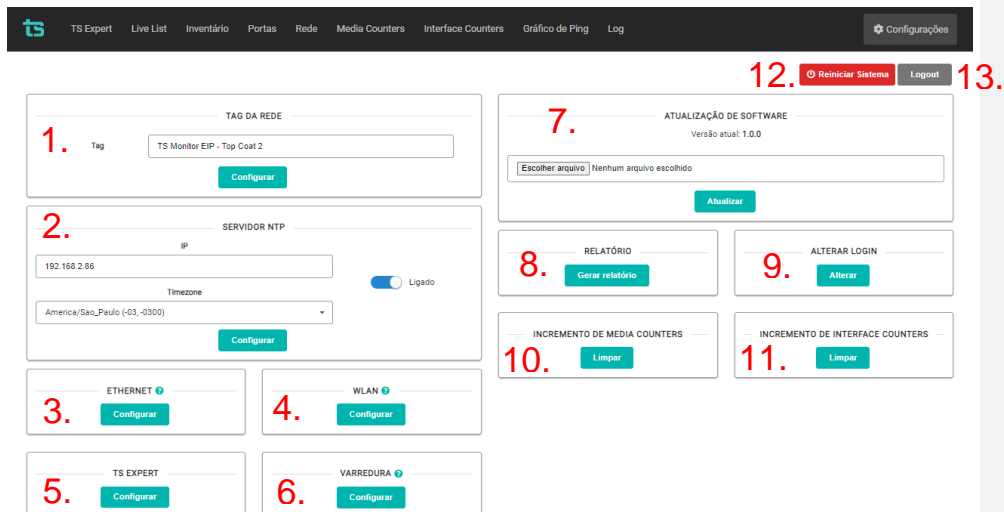 ts TS Expert Live List Inventário Portas Rede Media Counters Interface Counters Gráfico de Ping Log Configurações
12. Reiniciar Sistema Logout 13.
TAG DA REDE
1. Tag TS Monitor EIP - Top Coat 2
Configurar
2. SERVIDOR NTP
IP
192.168.2.86
Ligado
Timezone
America/Sao_Paulo (-03, -0300)
Configurar
ETHERNET ?
3. Configurar
WLAN ?
4. Configurar
TS EXPERT
5. Configurar
VARREDURA ?
6. Configurar
7. ATUALIZAÇÃO DE SOFTWARE
Versão atual: 1.0.0
Escolher arquivo Nenhum arquivo escolhido
Atualizar
RELATÓRIO
8. Gerar relatório
ALTERAR LOGIN
9. Alterar
INCREMENTO DE MEDIA COUNTERS
10. Limpar
INCREMENTO DE INTERFACE COUNTERS
11. Limpar